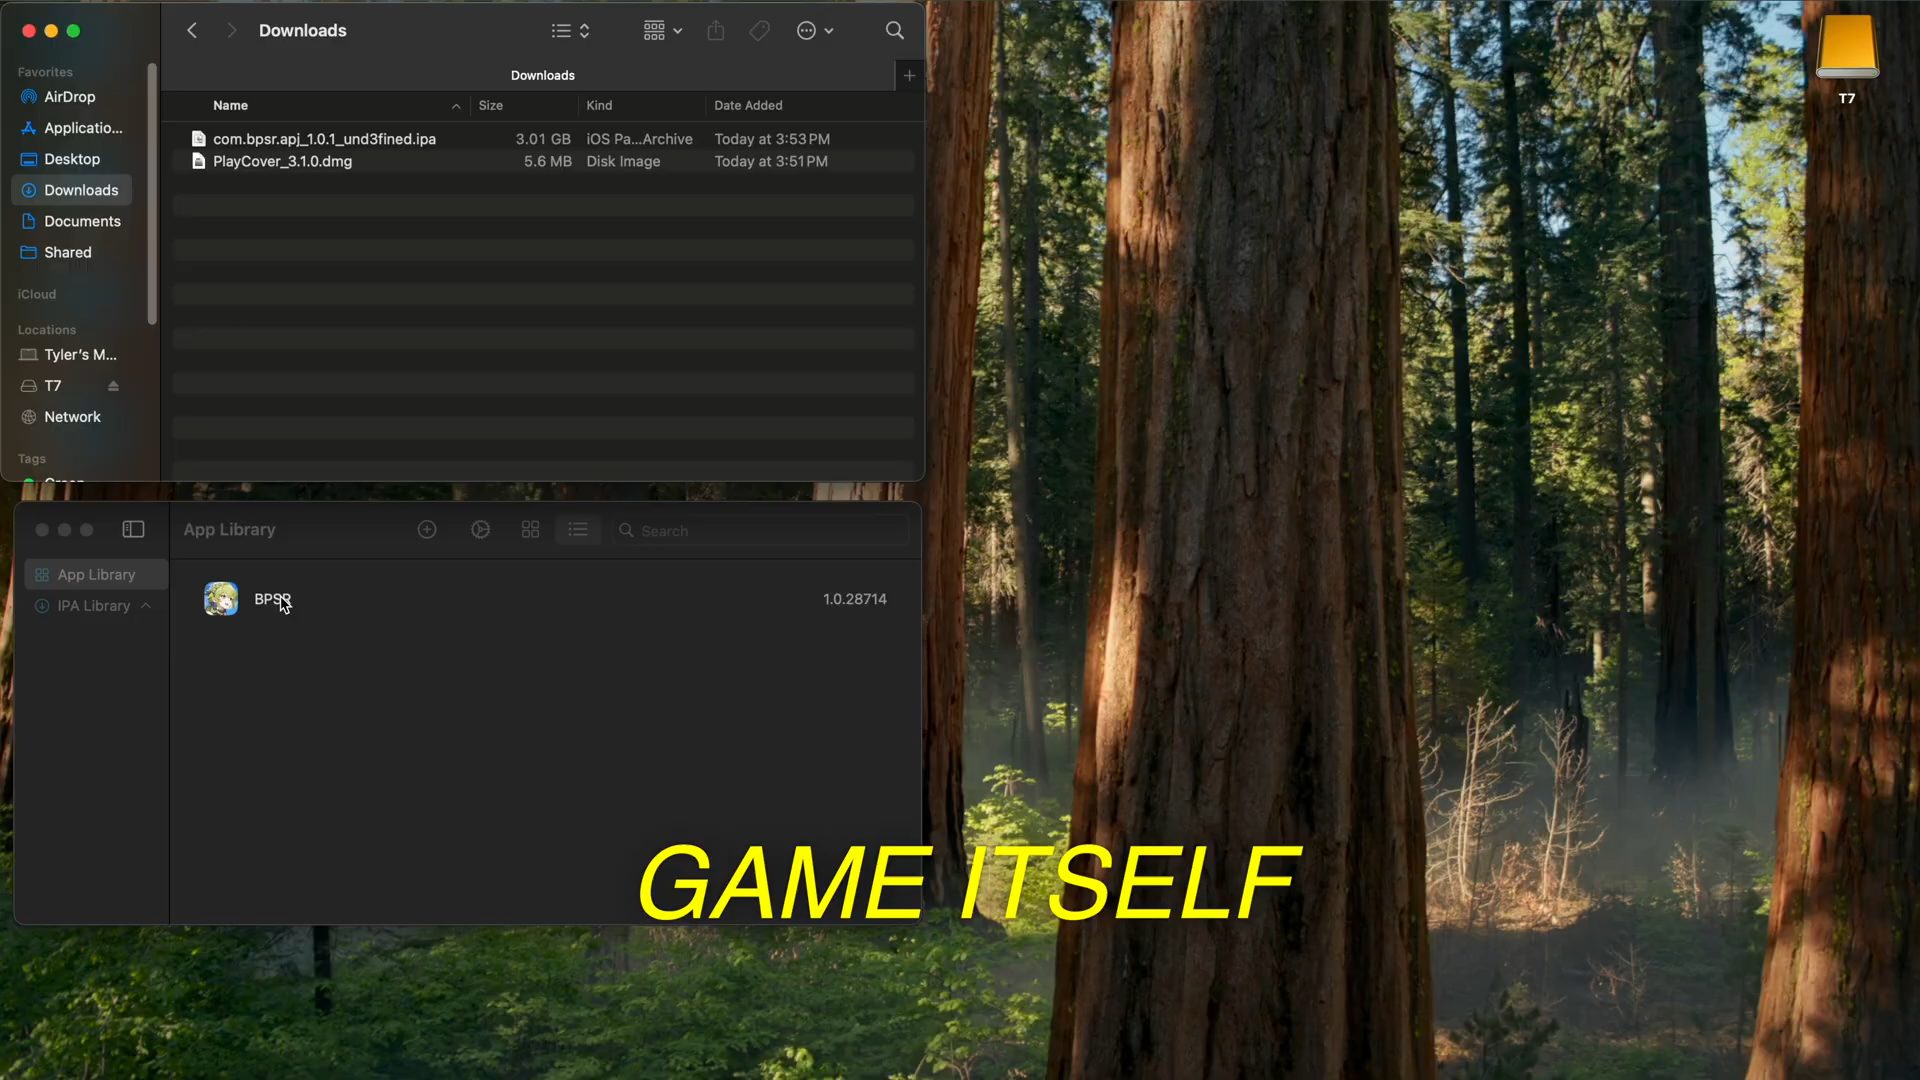 Downloads
Downloads
Favorites
AirDrop
Applicatio...
Desktop
Downloads
Documents
Shared
iCloud
Locations
Tyler's M...
T7
Network
Tags
Name Size Kind Date Added
com.bpsr.apj_1.0.1_und3fined.ipa 3.01 GB iOS Pa...Archive Today at 3:53 PM
PlayCover_3.1.0.dmg 5.6 MB Disk Image Today at 3:51 PM
T7
App Library
Search
App Library
IPA Library
BPSR 1.0.28714
GAME ITSELF